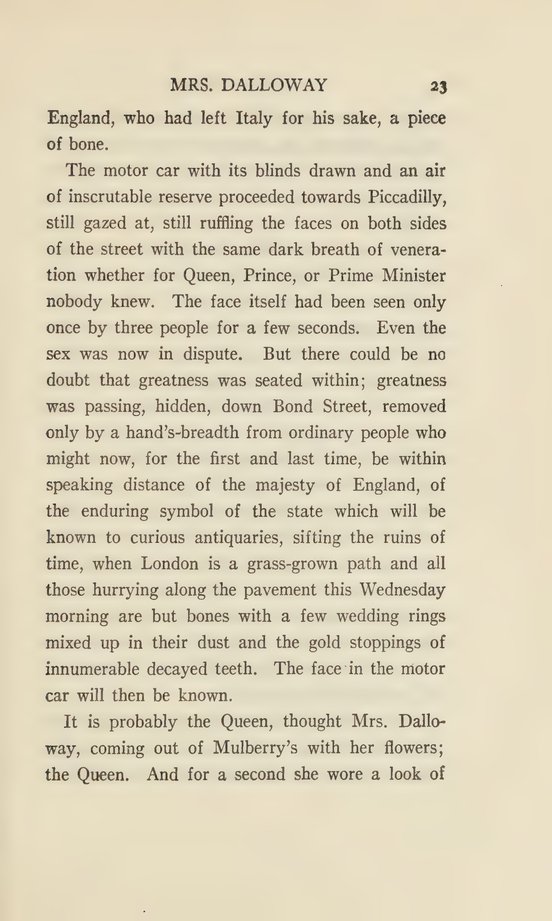 MRS. DALLOWAY 23
England, who had left Italy for his sake, a piece
of bone.
The motor car with its blinds drawn and an air
of inscrutable reserve proceeded towards Piccadilly,
still gazed at, still ruffling the faces on both sides
of the street with the same dark breath of venera-
tion whether for Queen, Prince, or Prime Minister
nobody knew. The face itself had been seen only
once by three people for a few seconds. Even the
sex was now in dispute. But there could be no
doubt that greatness was seated within; greatness
was passing, hidden, down Bond Street, removed
only by a hand's-breadth from ordinary people who
might now, for the first and last time, be within
speaking distance of the majesty of England, of
the enduring symbol of the state which will be
known to curious antiquaries, sifting the ruins of
time, when London is a grass-grown path and all
those hurrying along the pavement this Wednesday
morning are but bones with a few wedding rings
mixed up in their dust and the gold stoppings of
innumerable decayed teeth. The face in the motor
car will then be known.
It is probably the Queen, thought Mrs. Dallo-
way, coming out of Mulberry's with her flowers;
the Queen. And for a second she wore a look of